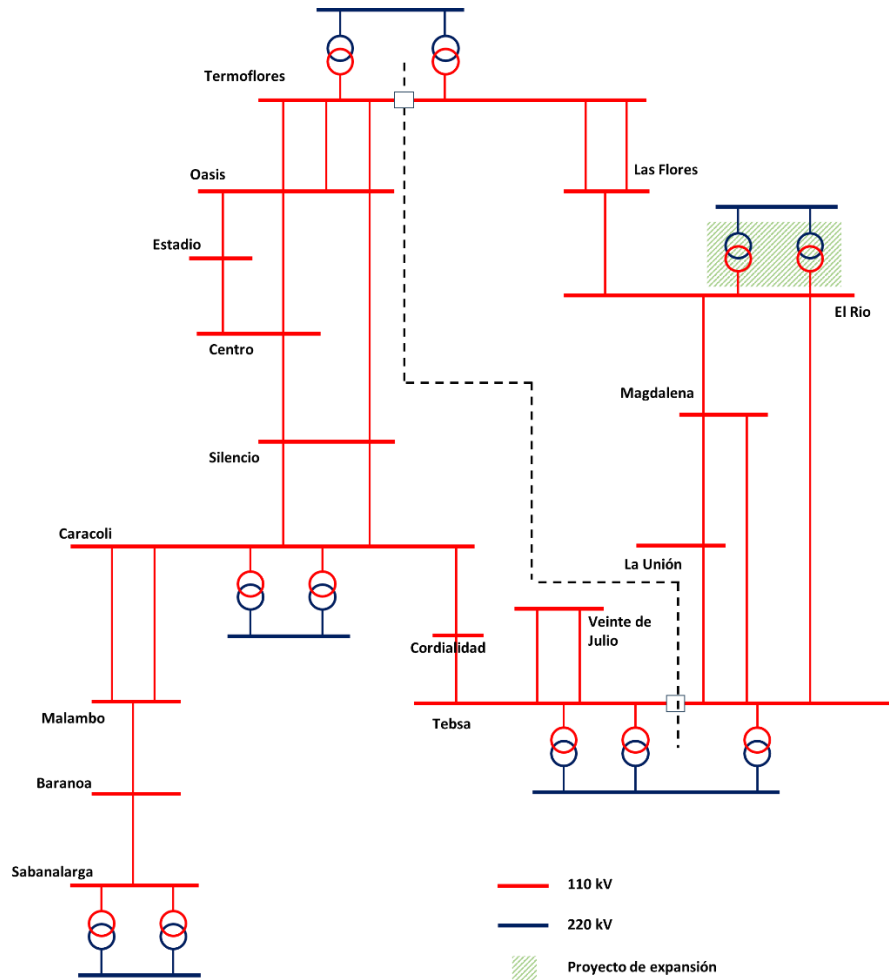 Termoflores
Oasis
Las Flores
Estadio
El Rio
Centro
Magdalena
Silencio
Caracoli
La Unión
Veinte de
Julio
Cordialidad
Malambo
Tebsa
Baranoa
Sabanalarga
110 kV
220 kV
Proyecto de expansión